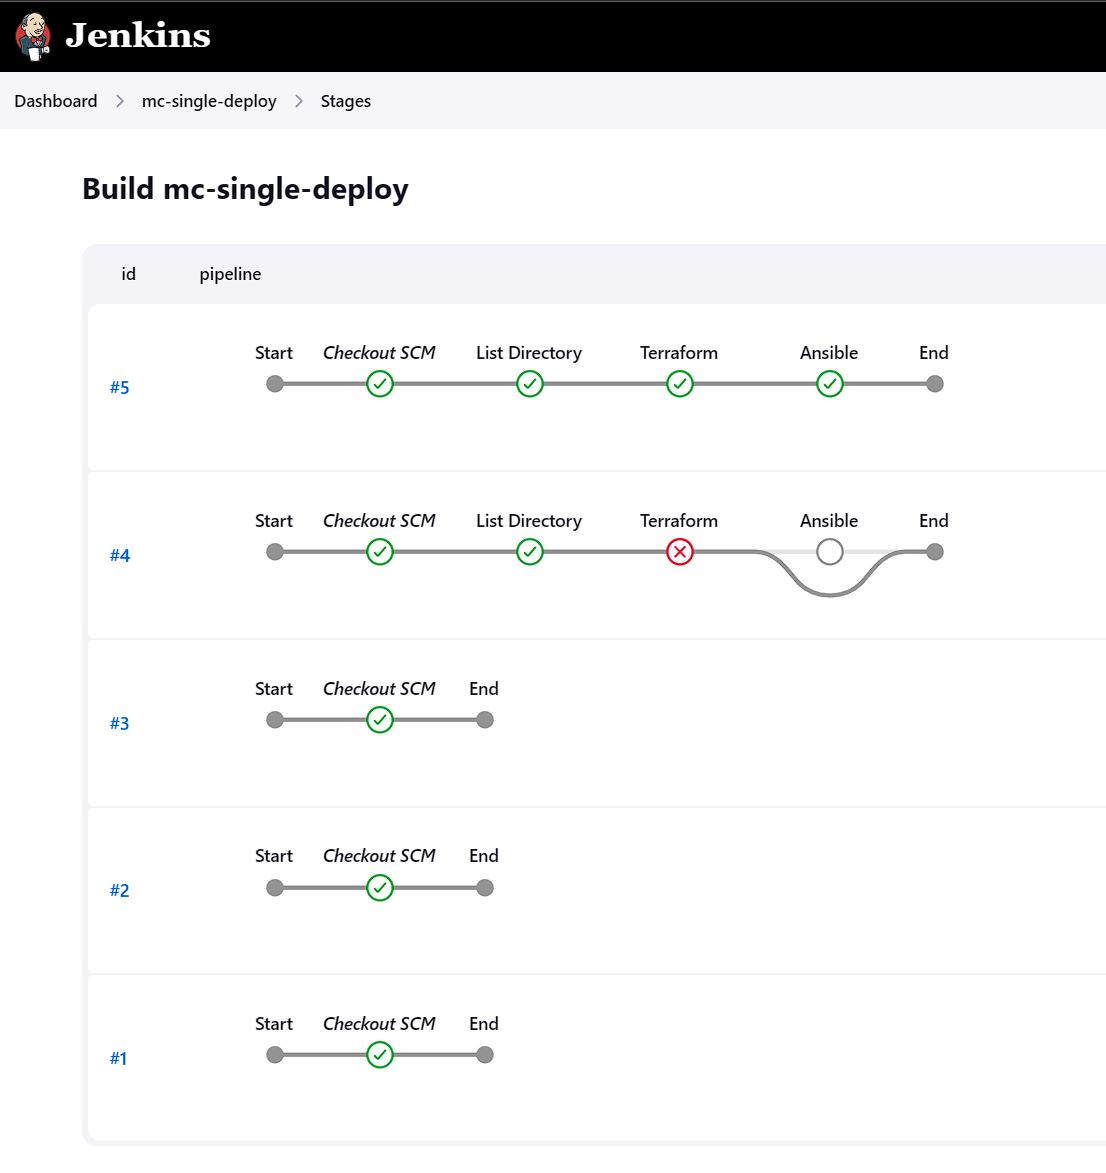 Jenkins
Dashboard mc-single-deploy Stages
Build mc-single-deploy
id pipeline
Start Checkout SCM List Directory Terraform Ansible End
#5
Start Checkout SCM List Directory Terraform Ansible End
#4
Start Checkout SCM End
#3
Start Checkout SCM End
#2
Start Checkout SCM End
#1